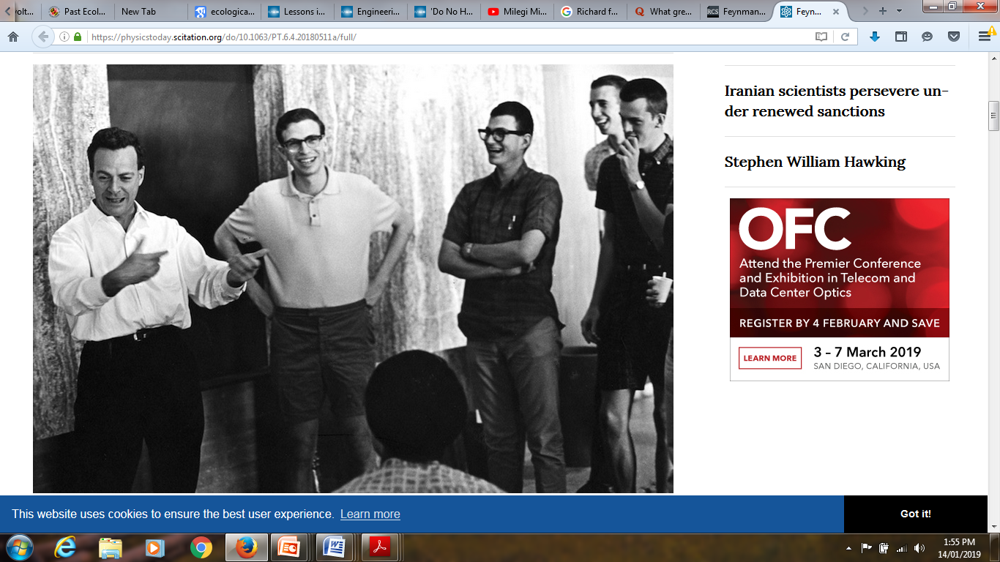 volt...
Past Ecol...
New Tab
ecologica...
Lessons i...
Engineeri...
'Do No H...
Milegi Mi...
Richard f...
What gre...
RCS
Feynman...
Feyn...
https://physicstoday.scitation.org/do/10.1063/PT.6.4.20180511a/full/
Iranian scientists persevere un-
der renewed sanctions
Stephen William Hawking
OFC
Attend the Premier Conference
and Exhibition in Telecom and
Data Center Optics
REGISTER BY 4 FEBRUARY AND SAVE
LEARN MORE
3 – 7 March 2019
SAN DIEGO, CALIFORNIA, USA
This website uses cookies to ensure the best user experience. Learn more
Got it!
1:55 PM
14/01/2019